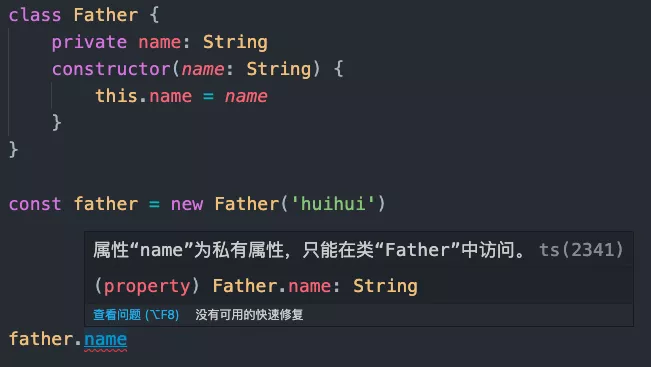 class Father {
    private name: String
    constructor(name: String) {
        this.name = name
    }
}
const father = new Father('huihui')
属性“name”为私有属性，只能在类“Father”中访问。 ts(2341)
(property) Father.name: String
查看问题 (⌥F8) 没有可用的快速修复
father.name